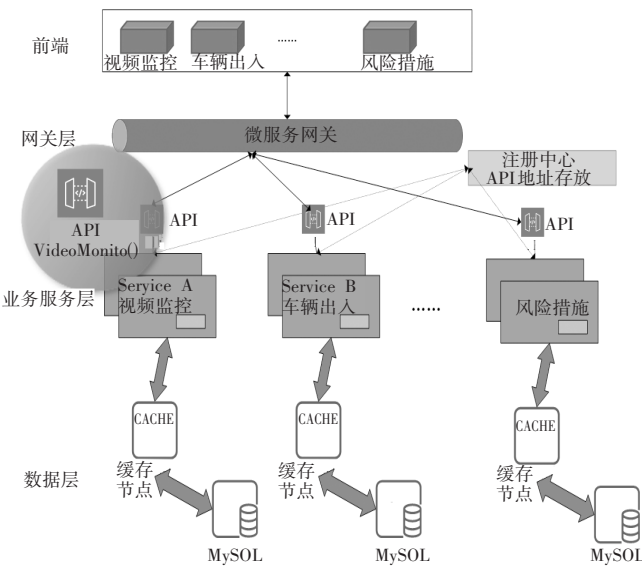 前端
视频监控 车辆出入 …… 风险措施
网关层
微服务网关
注册中心
API地址存放
API
VideoMonito()
API
API
API
业务服务层
Service A
视频监控
Service B
车辆出入
……
风险措施
CACHE
CACHE
CACHE
数据层
缓存
节点
缓存
节点
缓存
节点
MySOL
MySOL
MySOL